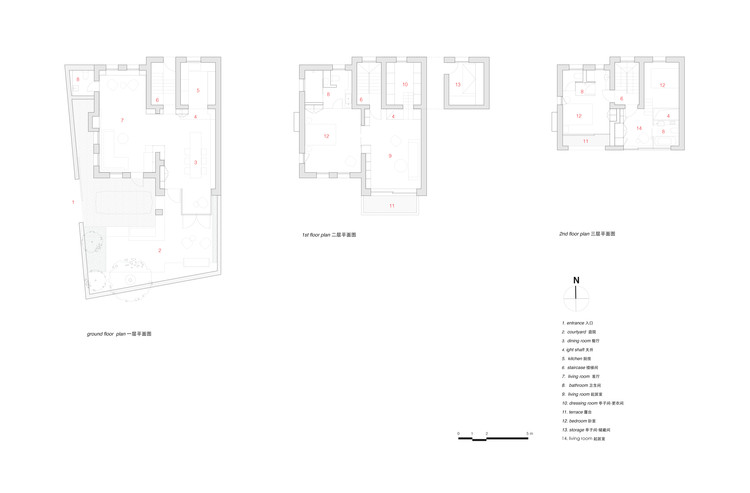 8
6
5
7
4
3
1
2
ground floor plan 一层平面图
8
6
10
13
12
4
9
11
1st floor plan 二层平面图
8
6
12
12
4
14
8
11
2nd floor plan 三层平面图
N
1. entrance 入口
2. courtyard 庭院
3. dining room 餐厅
4. ight shaft 光井
5. kitchen 厨房
6. staircase 楼梯间
7. living room 客厅
8. bathroom 卫生间
9. living room 起居室
10. dressing room 亭子间·更衣间
11. terrace 露台
12. bedroom 卧室
13. storage 亭子间·储藏间
14. living room 起居室
0 1 2 5 m